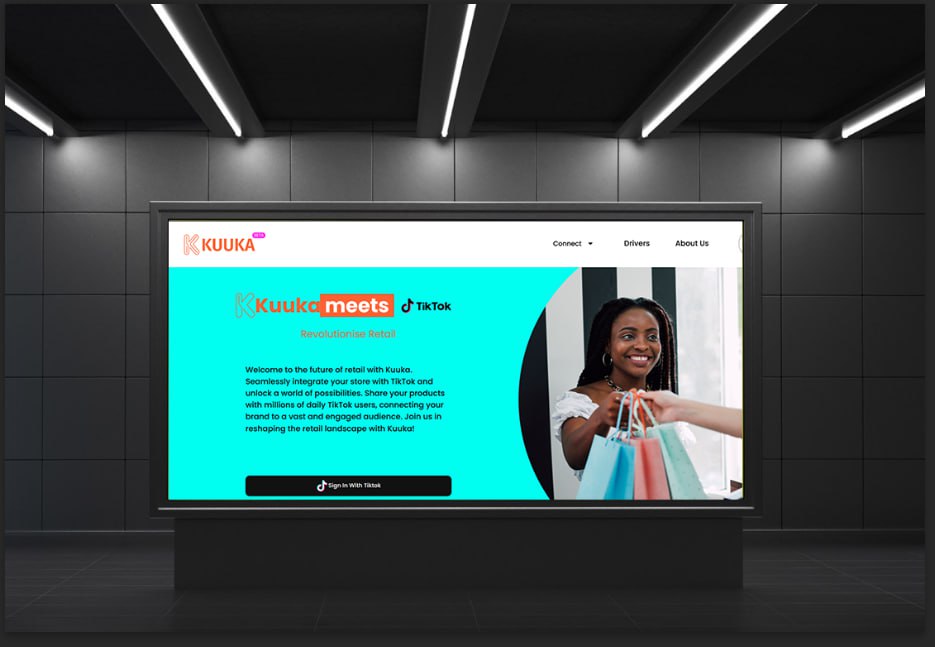 KUUKA BETA
Connect Drivers About Us
Kuuka meets TikTok
Revolutionise Retail
Welcome to the future of retail with Kuuka.
Seamlessly integrate your store with TikTok and
unlock a world of possibilities. Share your products
with millions of daily TikTok users, connecting your
brand to a vast and engaged audience. Join us in
reshaping the retail landscape with Kuuka!
Sign In With Tiktok